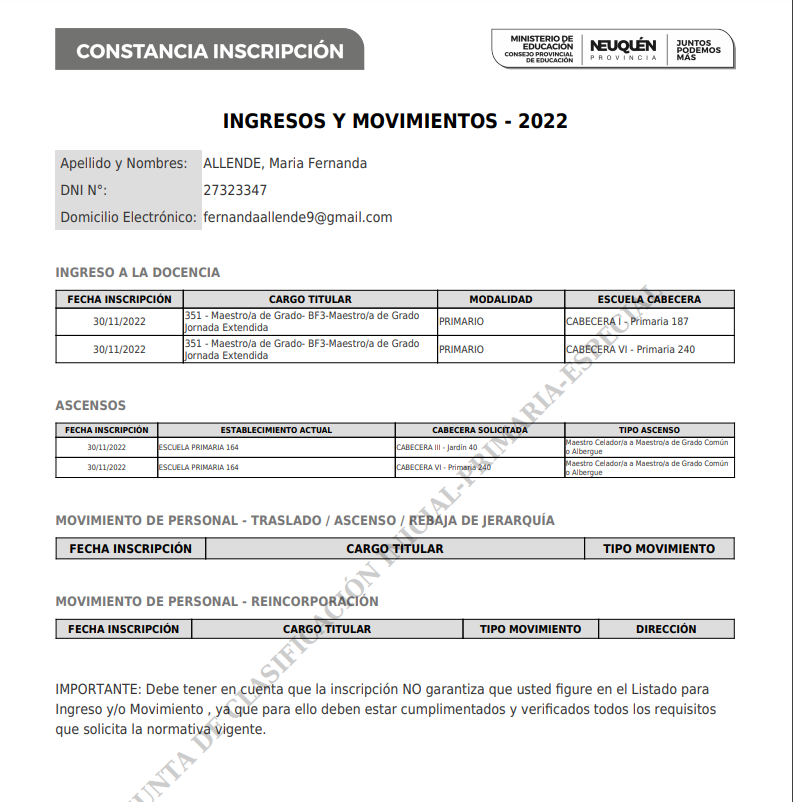 CONSTANCIA INSCRIPCIÓN
MINISTERIO DE
EDUCACIÓN
CONSEJO PROVINCIAL
DE EDUCACIÓN
NEUQUÉN
PROVINCIA
JUNTOS
PODEMOS
MÁS
INGRESOS Y MOVIMIENTOS - 2022
Apellido y Nombres: ALLENDE, Maria Fernanda
DNI N°: 27323347
Domicilio Electrónico: fernandaallende9@gmail.com
INGRESO A LA DOCENCIA
FECHA INSCRIPCIÓN CARGO TITULAR MODALIDAD ESCUELA CABECERA
30/11/2022 351 - Maestro/a de Grado- BF3-Maestro/a de Grado Jornada Extendida PRIMARIO CABECERA I - Primaria 187
30/11/2022 351 - Maestro/a de Grado- BF3-Maestro/a de Grado Jornada Extendida PRIMARIO CABECERA VI - Primaria 240
ASCENSOS
FECHA INSCRIPCIÓN ESTABLECIMIENTO ACTUAL CABECERA SOLICITADA TIPO ASCENSO
30/11/2022 ESCUELA PRIMARIA 164 CABECERA III - Jardín 40 Maestro Celador/a a Maestro/a de Grado Común o Albergue
30/11/2022 ESCUELA PRIMARIA 164 CABECERA VI - Primaria 240 Maestro Celador/a a Maestro/a de Grado Común o Albergue
MOVIMIENTO DE PERSONAL - TRASLADO / ASCENSO / REBAJA DE JERARQUÍA
FECHA INSCRIPCIÓN CARGO TITULAR TIPO MOVIMIENTO
MOVIMIENTO DE PERSONAL - REINCORPORACIÓN
FECHA INSCRIPCIÓN CARGO TITULAR TIPO MOVIMIENTO DIRECCIÓN
IMPORTANTE: Debe tener en cuenta que la inscripción NO garantiza que usted figure en el Listado para
Ingreso y/o Movimiento , ya que para ello deben estar cumplimentados y verificados todos los requisitos
que solicita la normativa vigente.
JUNTA DE CLASIFICACIÓN INICIAL-PRIMARIA-ESPECIAL